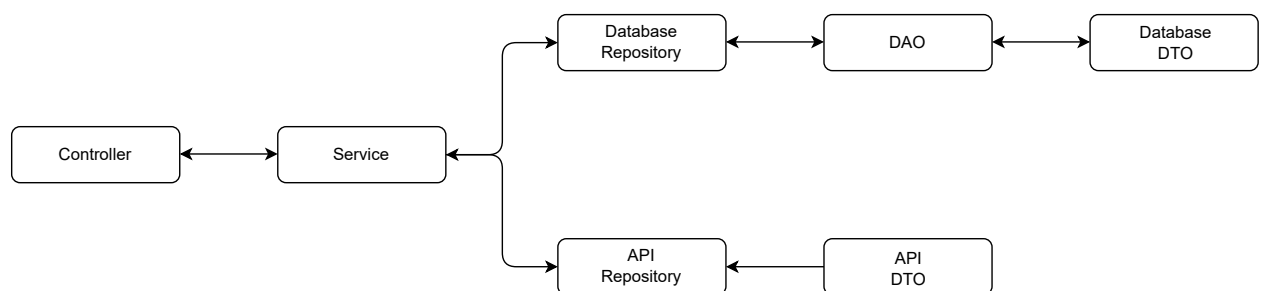 Database
Repository
DAO
Database
DTO
Controller
Service
API
Repository
API
DTO